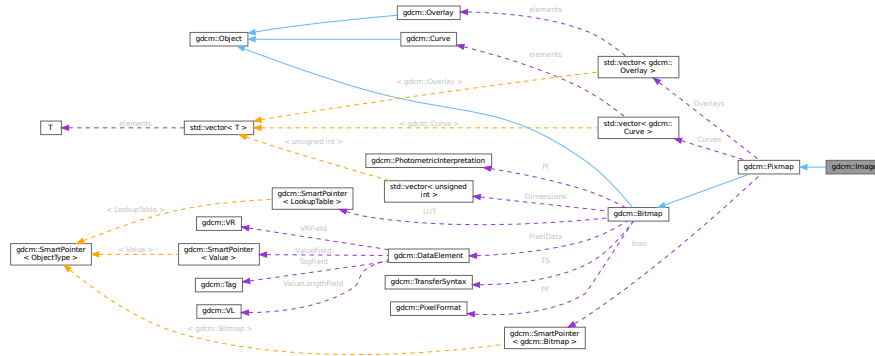 gdcm::Overlay
gdcm::Object
gdcm::Curve
elements
elements
std::vector< gdcm::
Overlay >
< gdcm::Overlay >
Overlays
T
elements
std::vector< T >
< gdcm::Curve >
std::vector< gdcm::
Curve >
Curves
< unsigned int >
gdcm::PhotometricInterpretation
PI
gdcm::Pixmap
gdcm::Image
std::vector< unsigned
int >
Dimensions
gdcm::SmartPointer
< LookupTable >
< LookupTable >
LUT
gdcm::Bitmap
gdcm::VR
VRField
PixelData
Icon
gdcm::SmartPointer
< ObjectType >
< Value >
gdcm::SmartPointer
< Value >
ValueField
TagField
gdcm::DataElement
TS
gdcm::Tag
ValueLengthField
gdcm::TransferSyntax
PF
gdcm::VL
gdcm::PixelFormat
< gdcm::Bitmap >
gdcm::SmartPointer
< gdcm::Bitmap >